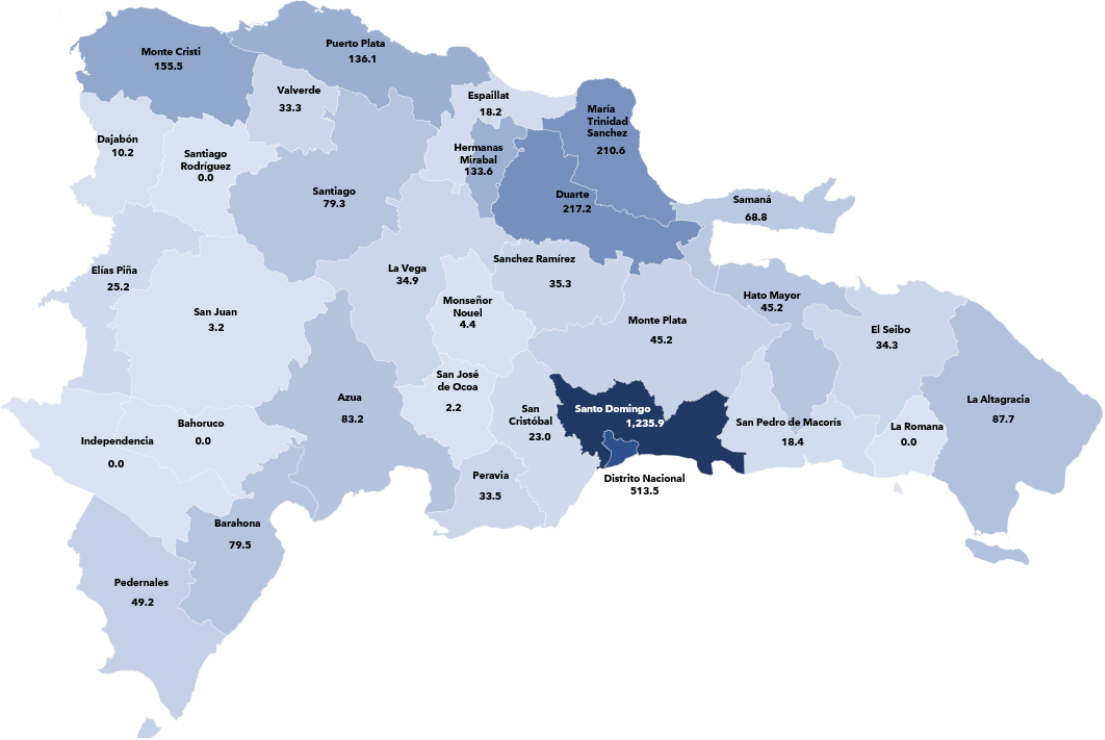 Monte Cristi
155.5
Puerto Plata
136.1
Valverde
33.3
Espaillat
18.2
María
Trinidad
Sanchez
210.6
Dajabón
10.2
Santiago
Rodríguez
0.0
Hermanas
Mirabal
133.6
Santiago
79.3
Duarte
217.2
Samaná
68.8
Elías Piña
25.2
La Vega
34.9
Sanchez Ramírez
35.3
San Juan
3.2
Monseñor
Nouel
4.4
Hato Mayor
45.2
Monte Plata
45.2
El Seibo
34.3
San José
de Ocoa
2.2
Azua
83.2
San
Cristóbal
23.0
Santo Domingo
1,235.9
La Altagracia
87.7
Bahoruco
0.0
San Pedro de Macorís
18.4
La Romana
0.0
Independencia
0.0
Peravia
33.5
Distrito Nacional
513.5
Barahona
79.5
Pedernales
49.2